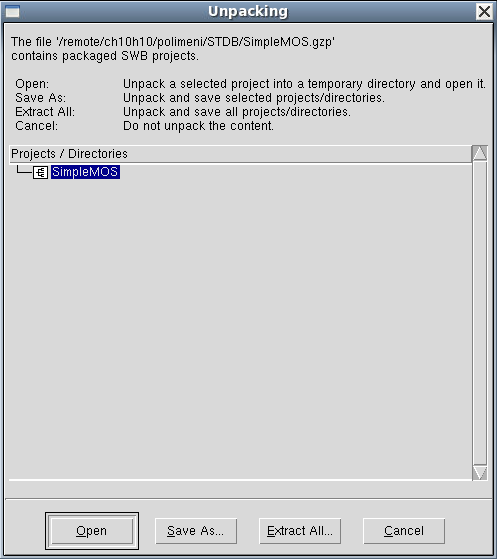 Unpacking
The file '/remote/ch10h10/polimeni/STDB/SimpleMOS.gzp'
contains packaged SWB projects.
Open: Unpack a selected project into a temporary directory and open it.
Save As: Unpack and save selected projects/directories.
Extract All: Unpack and save all projects/directories.
Cancel: Do not unpack the content.
Projects / Directories
SimpleMOS
Open Save As... Extract All... Cancel